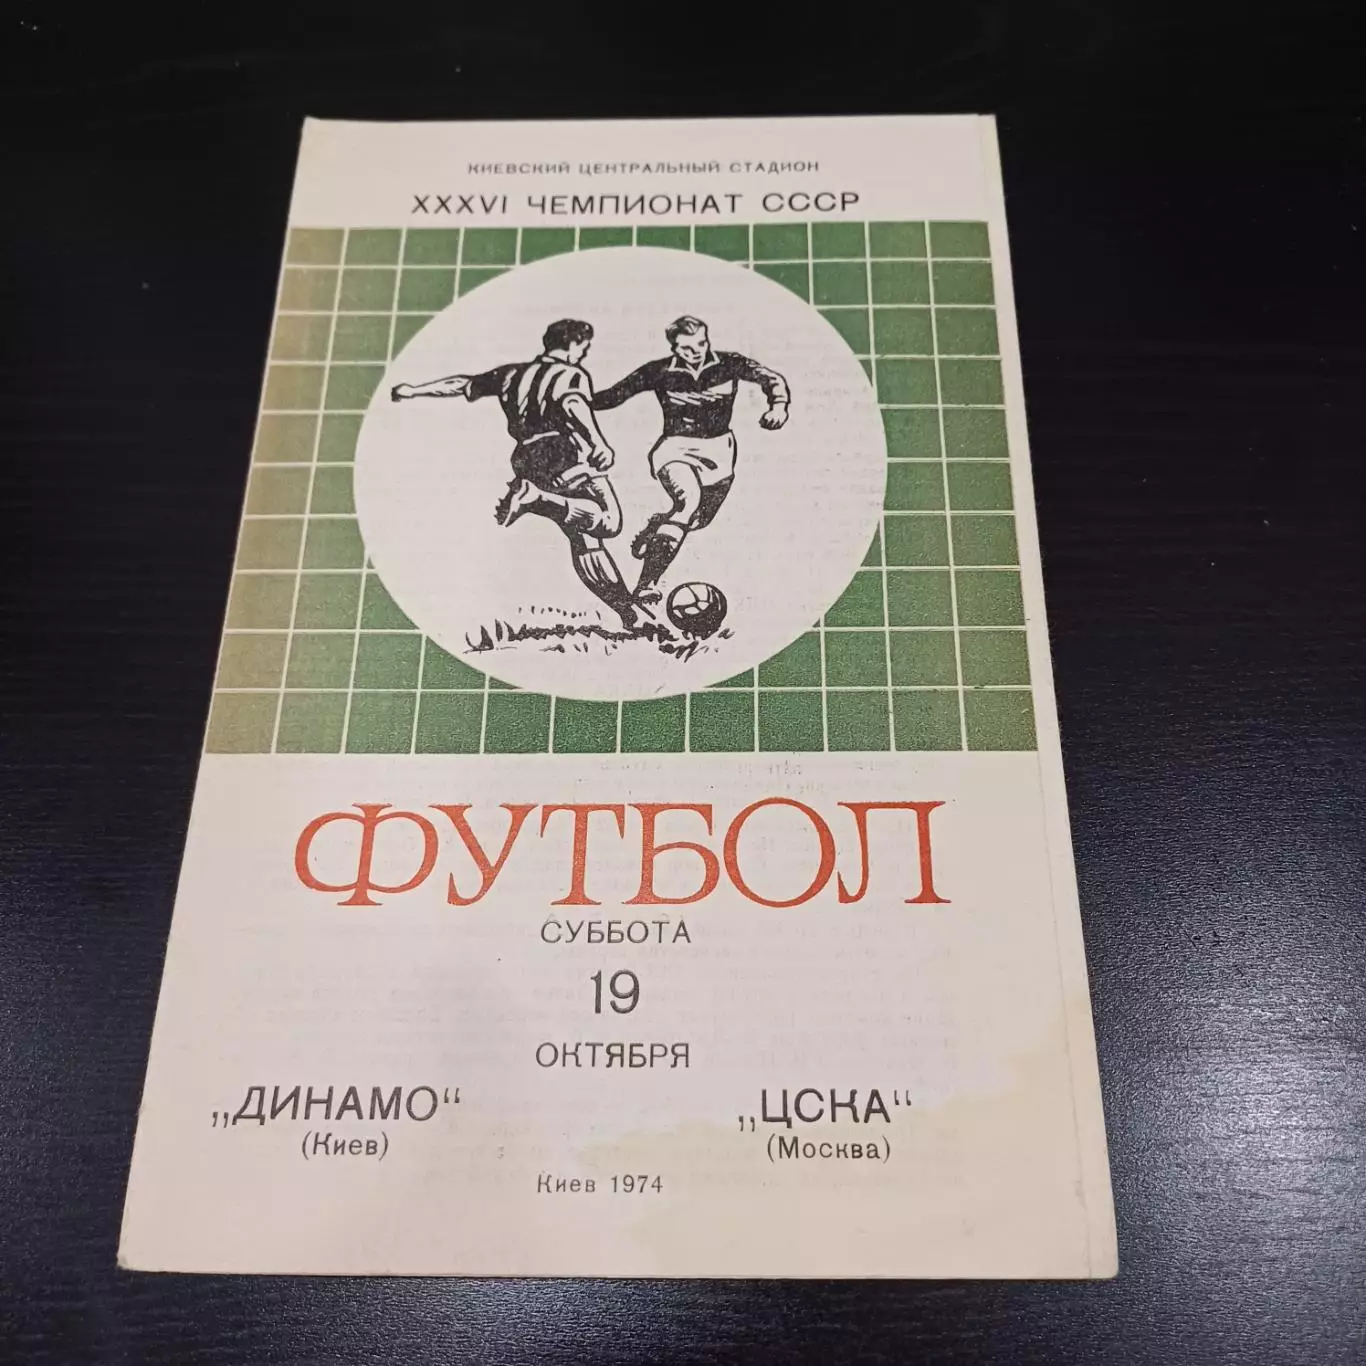 КИЕВСКИЙ ЦЕНТРАЛЬНЫЙ СТАДИОН
XXXVI ЧЕМПИОНАТ СССР
ФУТБОЛ
СУББОТА
19
ОКТЯБРЯ
„ДИНАМО“ „ЦСКА“
(Киев) (Москва)
Киев 1974